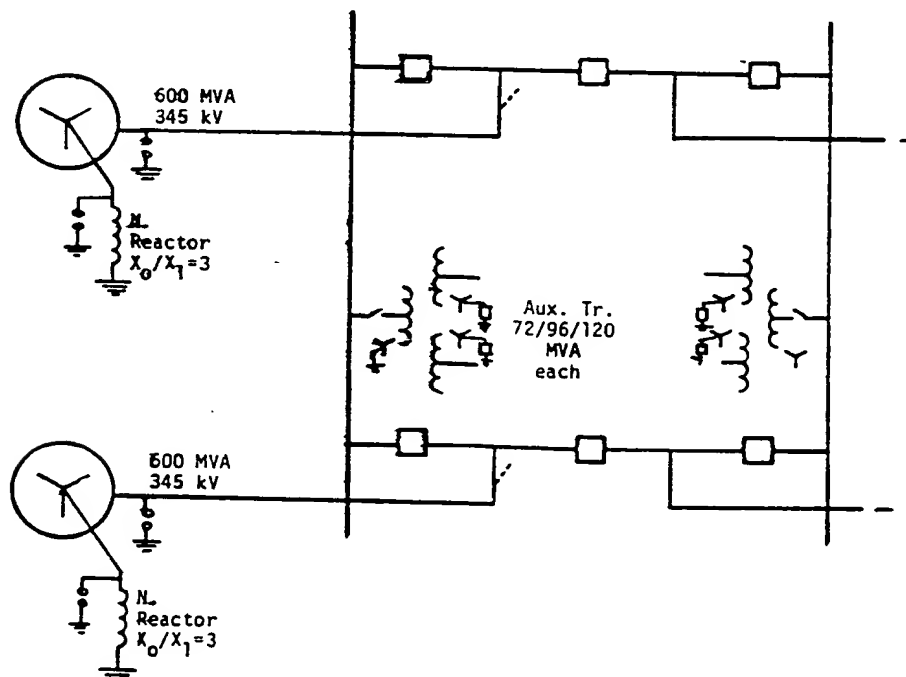 600 MVA
345 kV
N.
Reactor
X₀/X₁=3
Aux. Tr.
72/96/120
MVA
each
600 MVA
345 kV
N.
Reactor
X₀/X₁=3